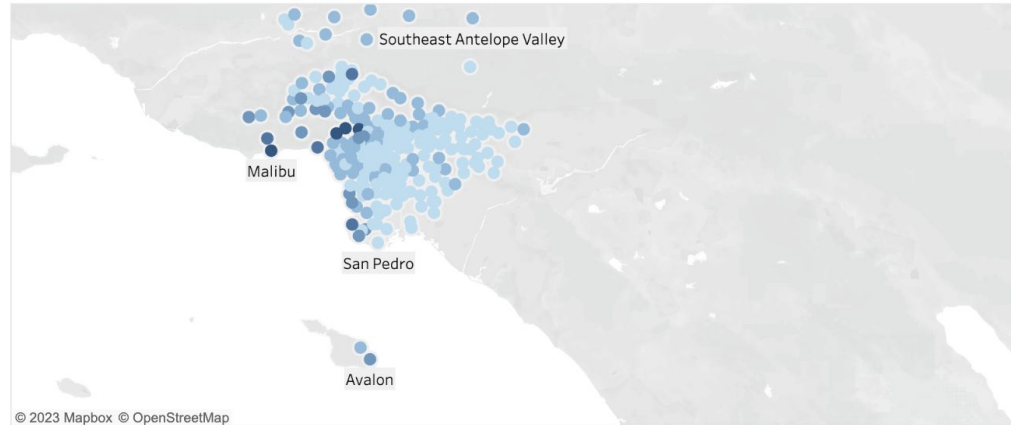 Southeast Antelope Valley
Malibu
San Pedro
Avalon
© 2023 Mapbox © OpenStreetMap